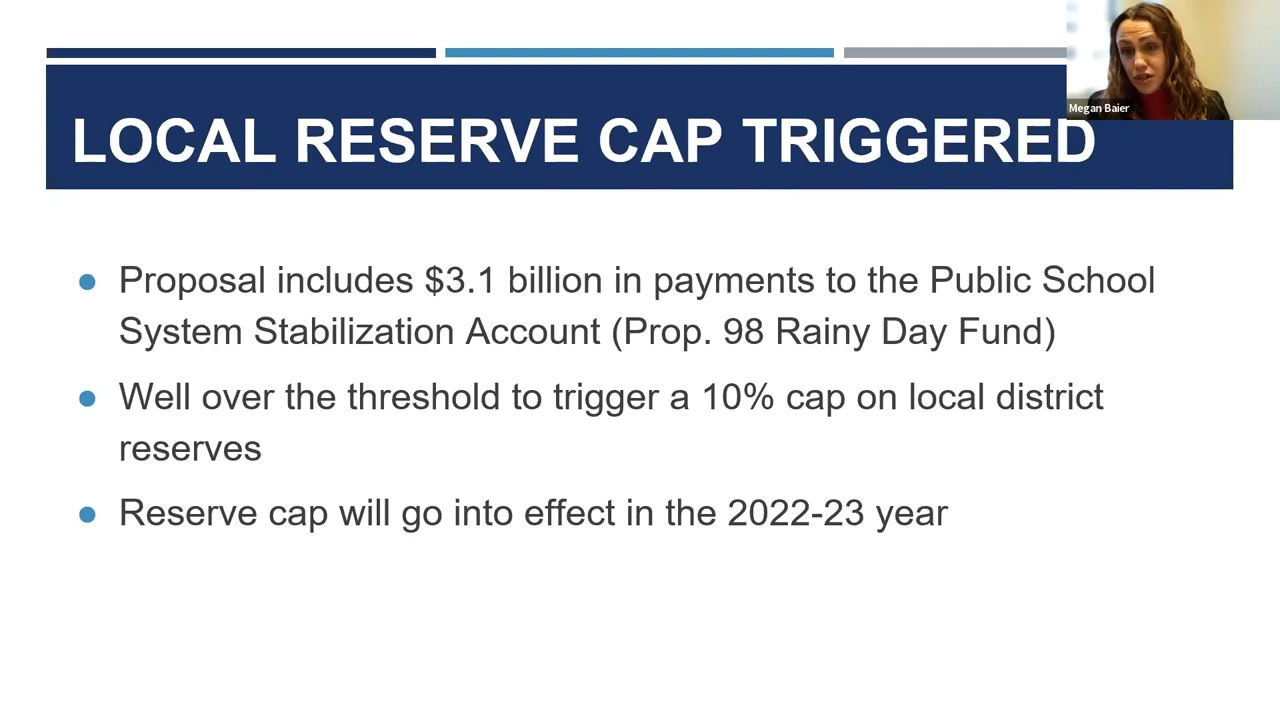 Megan Baier
LOCAL RESERVE CAP TRIGGERED
● Proposal includes $3.1 billion in payments to the Public School
System Stabilization Account (Prop. 98 Rainy Day Fund)
● Well over the threshold to trigger a 10% cap on local district
reserves
● Reserve cap will go into effect in the 2022-23 year